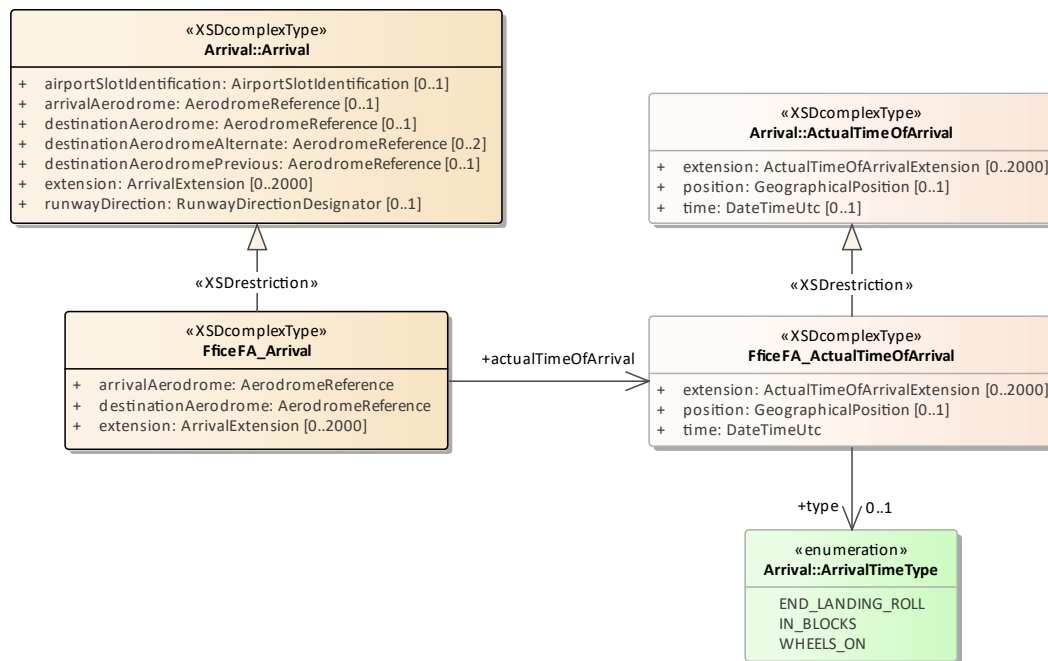 «XSDcomplexType»
Arrival::Arrival
+ airportSlotIdentification: AirportSlotIdentification [0..1]
+ arrivalAerodrome: AerodromeReference [0..1]
+ destinationAerodrome: AerodromeReference [0..1]
+ destinationAerodromeAlternate: AerodromeReference [0..2]
+ destinationAerodromePrevious: AerodromeReference [0..1]
+ extension: ArrivalExtension [0..2000]
+ runwayDirection: RunwayDirectionDesignator [0..1]
«XSDcomplexType»
Arrival::ActualTimeOfArrival
+ extension: ActualTimeOfArrivalExtension [0..2000]
+ position: GeographicalPosition [0..1]
+ time: DateTimeUtc [0..1]
«XSDrestriction»
«XSDrestriction»
«XSDcomplexType»
FficeFA_Arrival
+ arrivalAerodrome: AerodromeReference
+ destinationAerodrome: AerodromeReference
+ extension: ArrivalExtension [0..2000]
+actualTimeOfArrival
«XSDcomplexType»
FficeFA_ActualTimeOfArrival
+ extension: ActualTimeOfArrivalExtension [0..2000]
+ position: GeographicalPosition [0..1]
+ time: DateTimeUtc
+type 0..1
«enumeration»
Arrival::ArrivalTimeType
END_LANDING_ROLL
IN_BLOCKS
WHEELS_ON